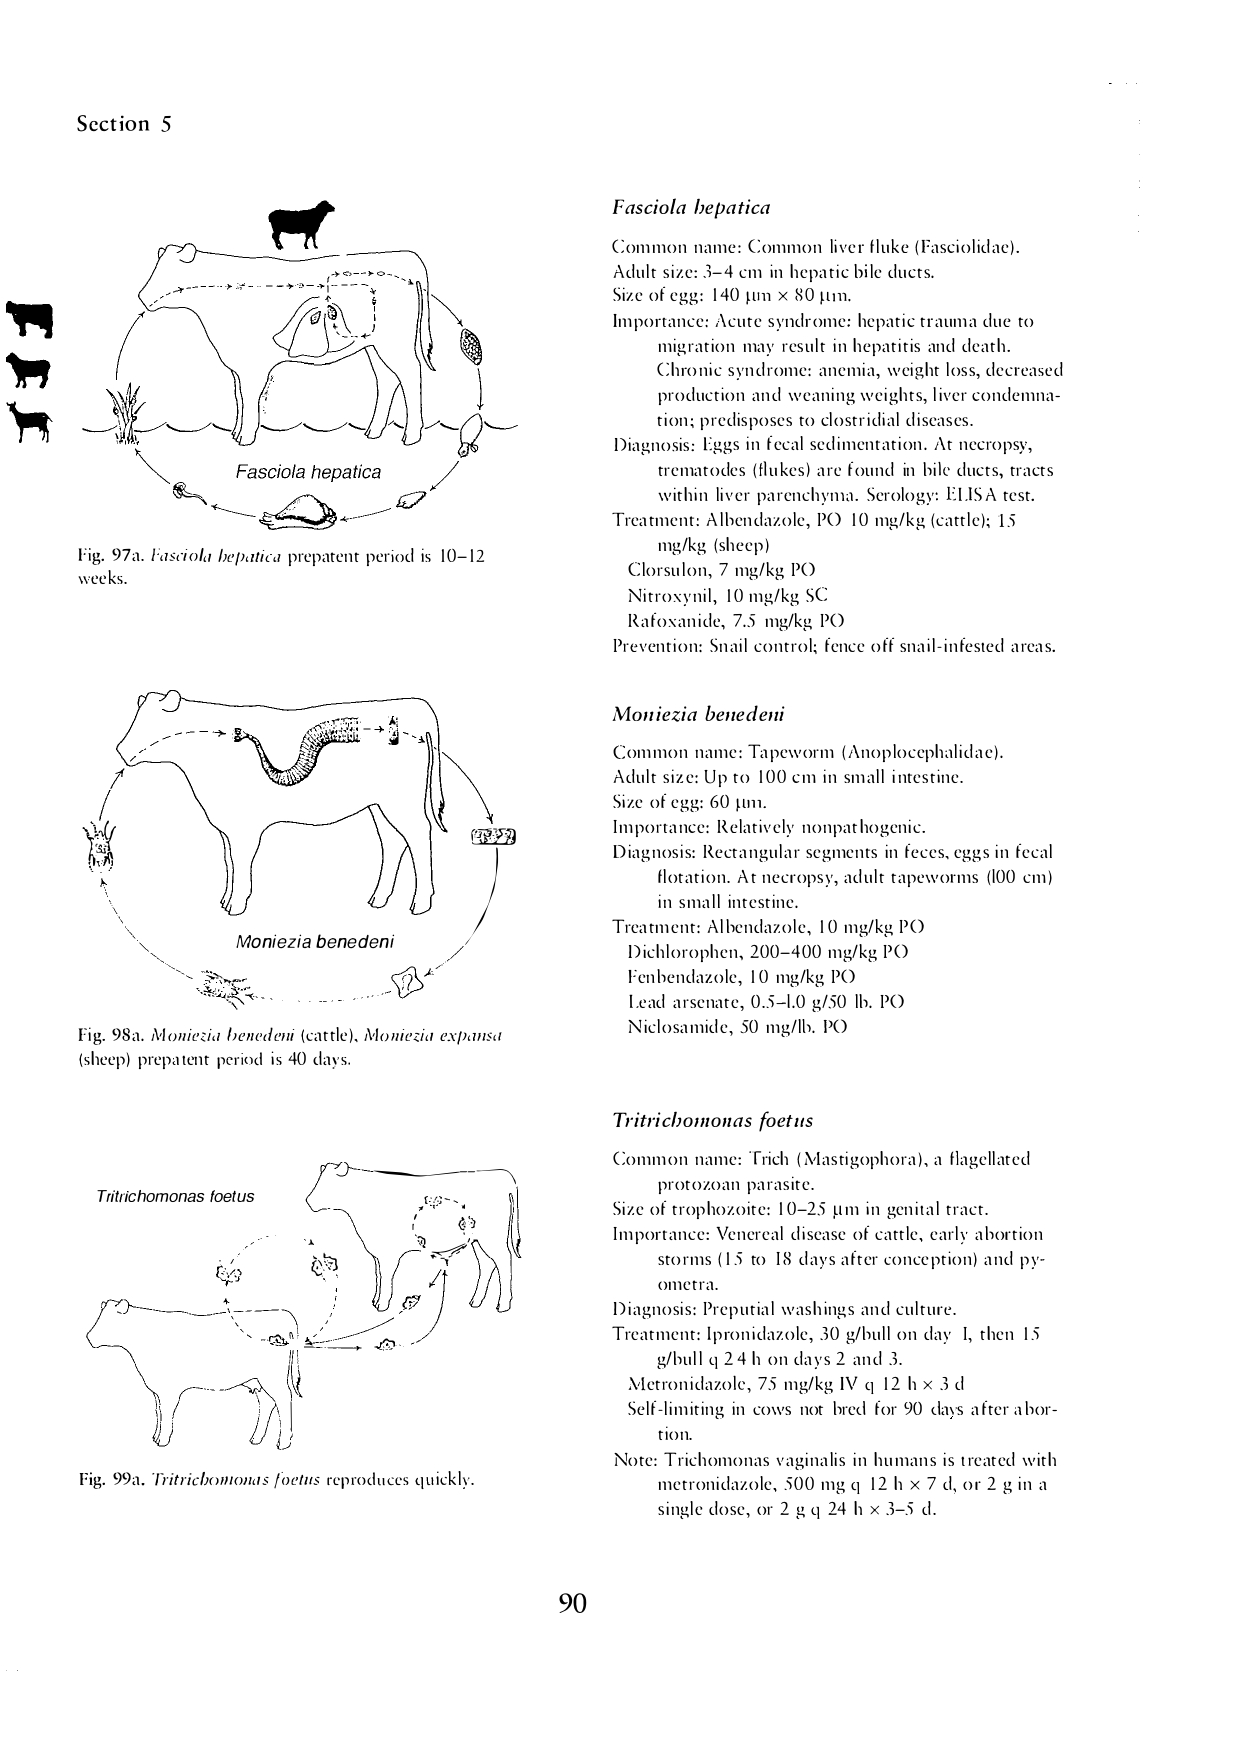 Section 5
Fasciola hepatica
Fig. 97a. Fasciola hepatica prepatent period is 10–12
weeks.
Moniezia benedeni
Fig. 98a. Moniezia benedeni (cattle), Moniezia expansa
(sheep) prepatent period is 40 days.
Tritrichomonas foetus
Fig. 99a. Tritrichomonas foetus reproduces quickly.
Fasciola hepatica
Common name: Common liver fluke (Fasciolidae).
Adult size: 3–4 cm in hepatic bile ducts.
Size of egg: 140 µm × 80 µm.
Importance: Acute syndrome: hepatic trauma due to
migration may result in hepatitis and death.
Chronic syndrome: anemia, weight loss, decreased
production and weaning weights, liver condemna-
tion; predisposes to clostridial diseases.
Diagnosis: Eggs in fecal sedimentation. At necropsy,
trematodes (flukes) are found in bile ducts, tracts
within liver parenchyma. Serology: ELISA test.
Treatment: Albendazole, PO 10 mg/kg (cattle); 15
mg/kg (sheep)
Clorsulon, 7 mg/kg PO
Nitroxynil, 10 mg/kg SC
Rafoxanide, 7.5 mg/kg PO
Prevention: Snail control; fence off snail-infested areas.
Moniezia benedeni
Common name: Tapeworm (Anoplocephalidae).
Adult size: Up to 100 cm in small intestine.
Size of egg: 60 µm.
Importance: Relatively nonpathogenic.
Diagnosis: Rectangular segments in feces, eggs in fecal
flotation. At necropsy, adult tapeworms (100 cm)
in small intestine.
Treatment: Albendazole, 10 mg/kg PO
Dichlorophen, 200–400 mg/kg PO
Fenbendazole, 10 mg/kg PO
Lead arsenate, 0.5–1.0 g/50 lb. PO
Niclosamide, 50 mg/lb. PO
Tritrichomonas foetus
Common name: Trich (Mastigophora), a flagellated
protozoan parasite.
Size of trophozoite: 10–25 µm in genital tract.
Importance: Venereal disease of cattle, early abortion
storms (15 to 18 days after conception) and py-
ometra.
Diagnosis: Preputial washings and culture.
Treatment: Ipronidazole, 30 g/bull on day 1, then 15
g/bull q 24 h on days 2 and 3.
Metronidazole, 75 mg/kg IV q 12 h × 3 d
Self-limiting in cows not bred for 90 days after abor-
tion.
Note: Trichomonas vaginalis in humans is treated with
metronidazole, 500 mg q 12 h × 7 d, or 2 g in a
single dose, or 2 g q 24 h × 3–5 d.
90